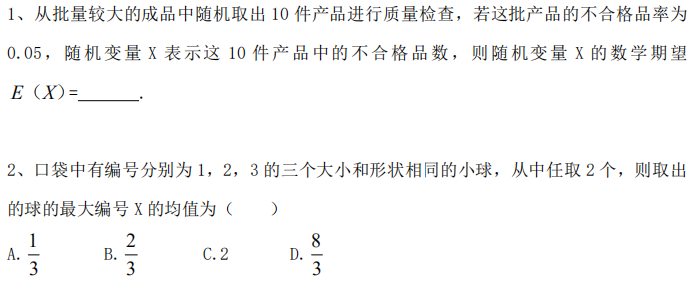 1、从批量较大的成品中随机取出 10 件产品进行质量检查，若这批产品的不合格品率为
0.05，随机变量 X 表示这 10 件产品中的不合格品数，则随机变量 X 的数学期望
E（X）=______.
2、口袋中有编号分别为 1，2，3 的三个大小和形状相同的小球，从中任取 2 个，则取出
的球的最大编号 X 的均值为（　　）
A. 1/3　　B. 2/3　　C.2　　D. 8/3